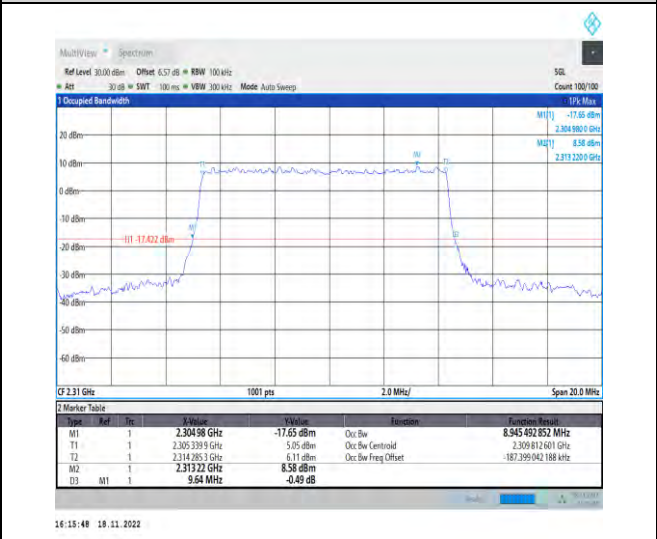 MultiView Spectrum
Ref Level 30.00 dBm Offset 6.57 dB RBW 100 kHz SGL
Att 30 dB SWT 100 ms VBW 300 kHz Mode Auto Sweep Count 100/100
1 Occupied Bandwidth 1Pk Max
M1[1] -17.65 dBm
2.304 980 0 GHz
M2[1] 8.58 dBm
2.313 220 0 GHz
20 dBm
10 dBm
0 dBm
-10 dBm
H1 -17.422 dBm
-20 dBm
-30 dBm
-50 dBm
-60 dBm
M1
T1
M2
T2
D3
CF 2.31 GHz 1001 pts 2.0 MHz/ Span 20.0 MHz
2 Marker Table
Type Ref Trc X-Value Y-Value Function Function Result
M1 1 2.304 98 GHz -17.65 dBm Occ Bw 8.945 492 852 MHz
T1 1 2.305 339 9 GHz 5.05 dBm Occ Bw Centroid 2.309 812 601 GHz
T2 1 2.314 285 3 GHz 6.11 dBm Occ Bw Freq Offset -187.399 042 188 kHz
M2 1 2.313 22 GHz 8.58 dBm
D3 M1 1 9.64 MHz -0.49 dB
16:15:48 18.11.2022